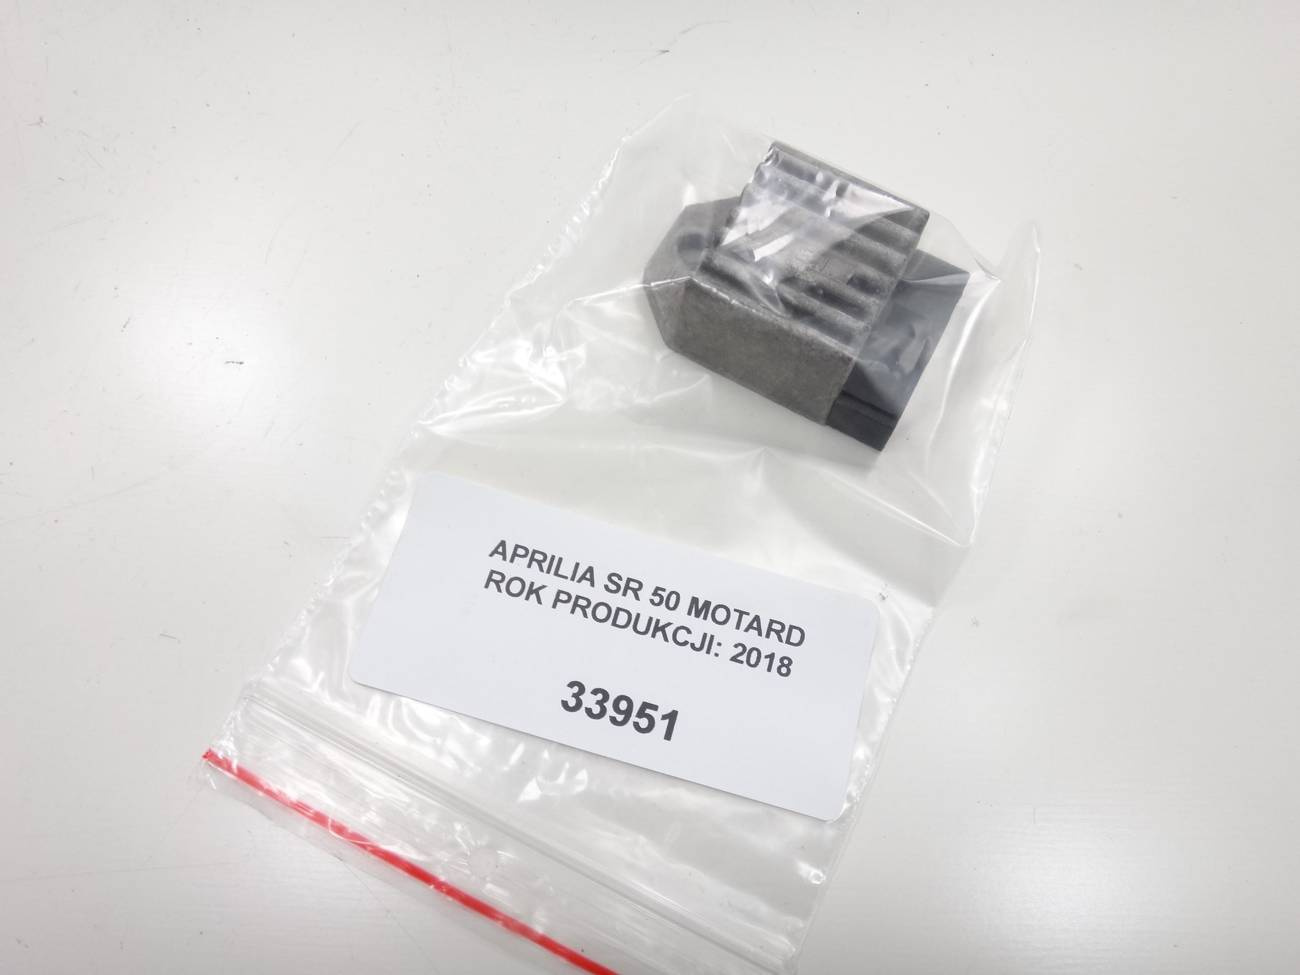 APRILIA SR 50 MOTARD
ROK PRODUKCJI: 2018
33951